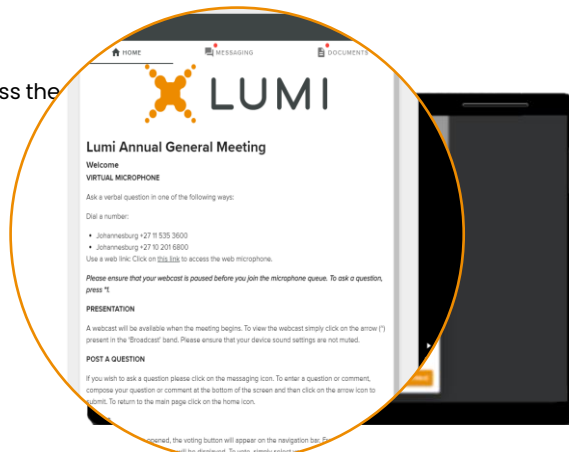 ss the
HOME MESSAGING DOCUMENTS
LUMI
Lumi Annual General Meeting
Welcome
VIRTUAL MICROPHONE
Ask a verbal question in one of the following ways:
Dial a number:
• Johannesburg +27 11 535 3600
• Johannesburg +27 10 201 6800
Use a web link: Click on this link to access the web microphone.
Please ensure that your webcast is paused before you join the microphone queue. To ask a question,
press *1.
PRESENTATION
A webcast will be available when the meeting begins. To view the webcast simply click on the arrow (^)
present in the 'Broadcast' band. Please ensure that your device sound settings are not muted.
POST A QUESTION
If you wish to ask a question please click on the messaging icon. To enter a question or comment,
compose your question or comment at the bottom of the screen and then click on the arrow icon to
submit. To return to the main page click on the home icon.
opened, the voting button will appear on the navigation bar.
will be displayed. To vote, simply select